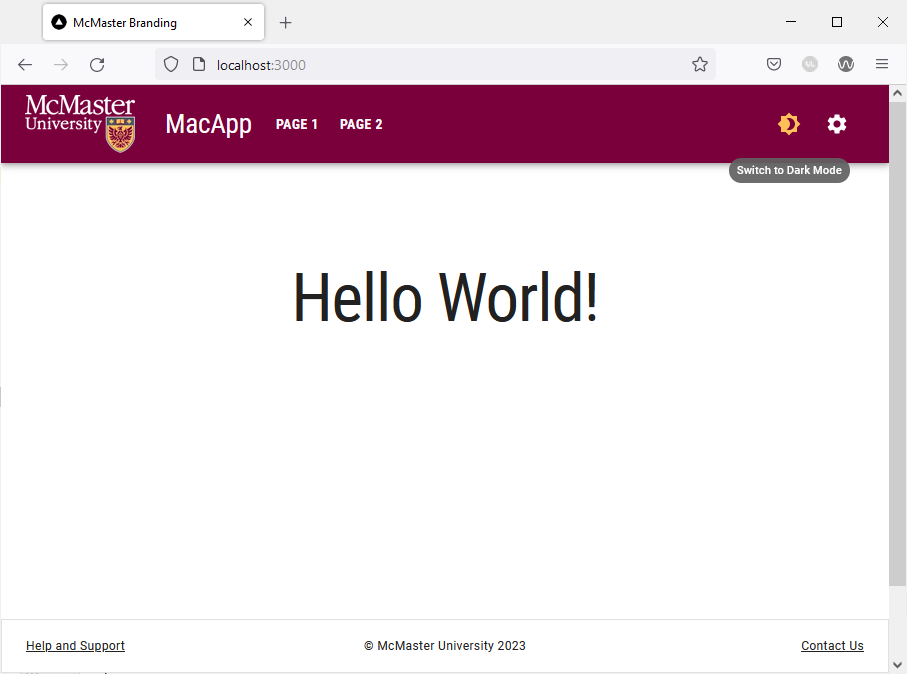 McMaster Branding
localhost:3000
McMaster
University
MacApp
PAGE 1
PAGE 2
Switch to Dark Mode
Hello World!
Help and Support
© McMaster University 2023
Contact Us